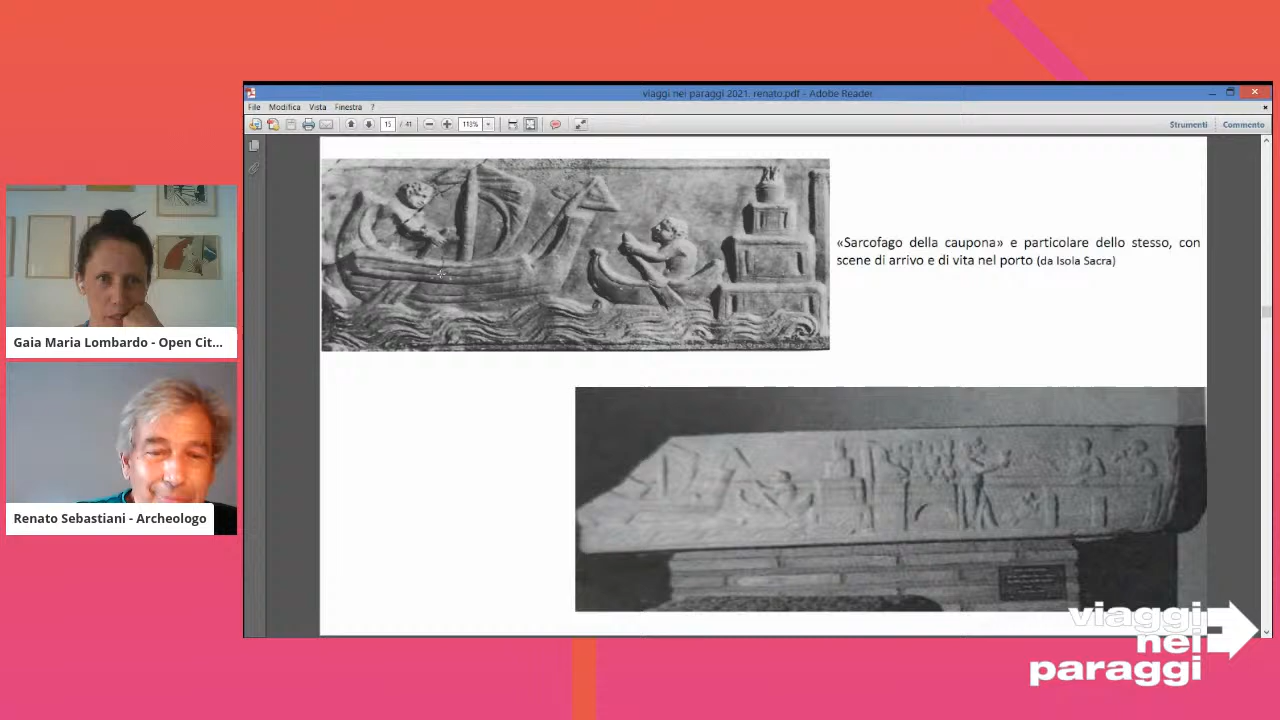 viaggi nei paraggi 2021. renato.pdf - Adobe Reader
File Modifica Vista Finestra ?
15 / 41 113% Strumenti Commento
«Sarcofago della caupona» e particolare dello stesso, con
scene di arrivo e di vita nel porto (da Isola Sacra)
Gaia Maria Lombardo - Open Cit...
Renato Sebastiani - Archeologo
viaggi
nei
paraggi